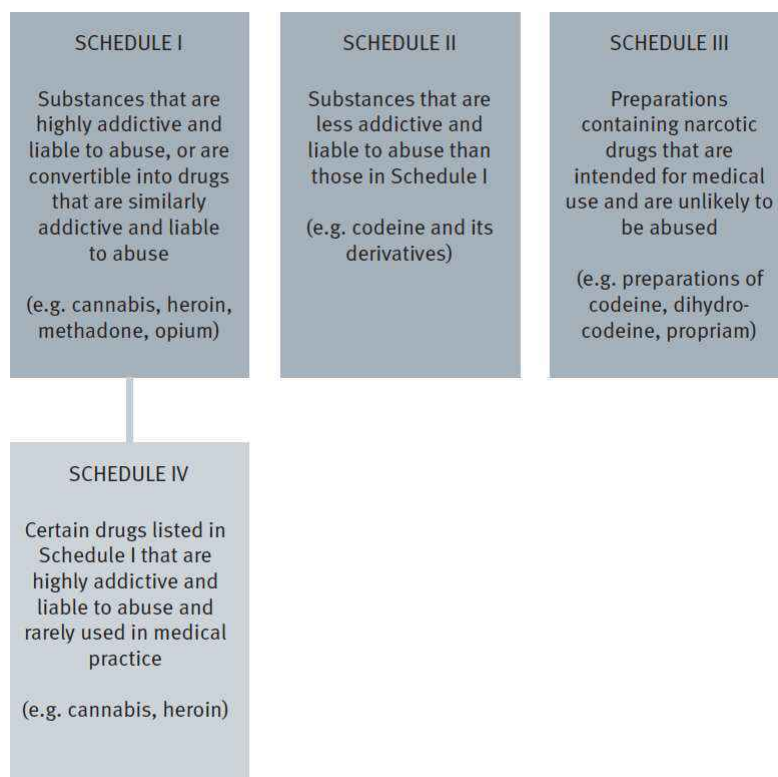 SCHEDULE I
Substances that are
highly addictive and
liable to abuse, or are
convertible into drugs
that are similarly
addictive and liable
to abuse
(e.g. cannabis, heroin,
methadone, opium)
SCHEDULE II
Substances that are
less addictive and
liable to abuse than
those in Schedule I
(e.g. codeine and its
derivatives)
SCHEDULE III
Preparations
containing narcotic
drugs that are
intended for medical
use and are unlikely to
be abused
(e.g. preparations of
codeine, dihydro-
codeine, propriam)
SCHEDULE IV
Certain drugs listed in
Schedule I that are
highly addictive and
liable to abuse and
rarely used in medical
practice
(e.g. cannabis, heroin)